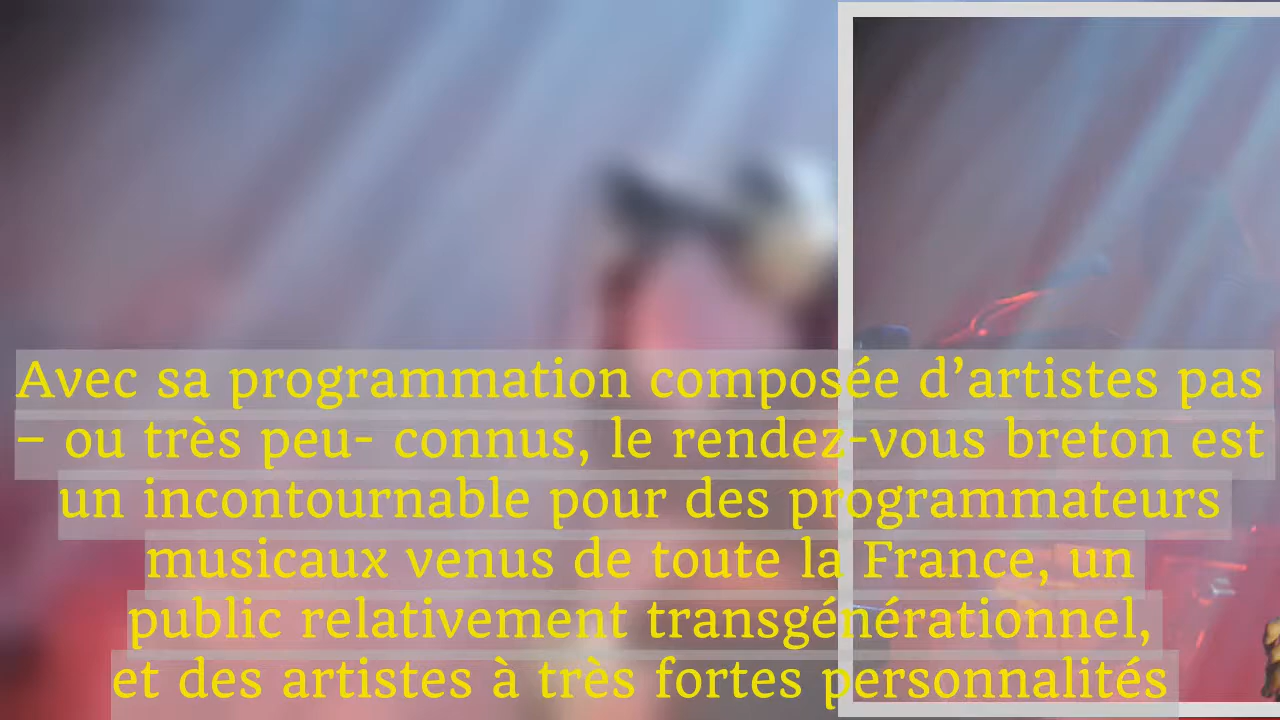 Avec sa programmation composée d’artistes pas
– ou très peu- connus, le rendez-vous breton est
un incontournable pour des programmateurs
musicaux venus de toute la France, un
public relativement transgénérationnel,
et des artistes à très fortes personnalités